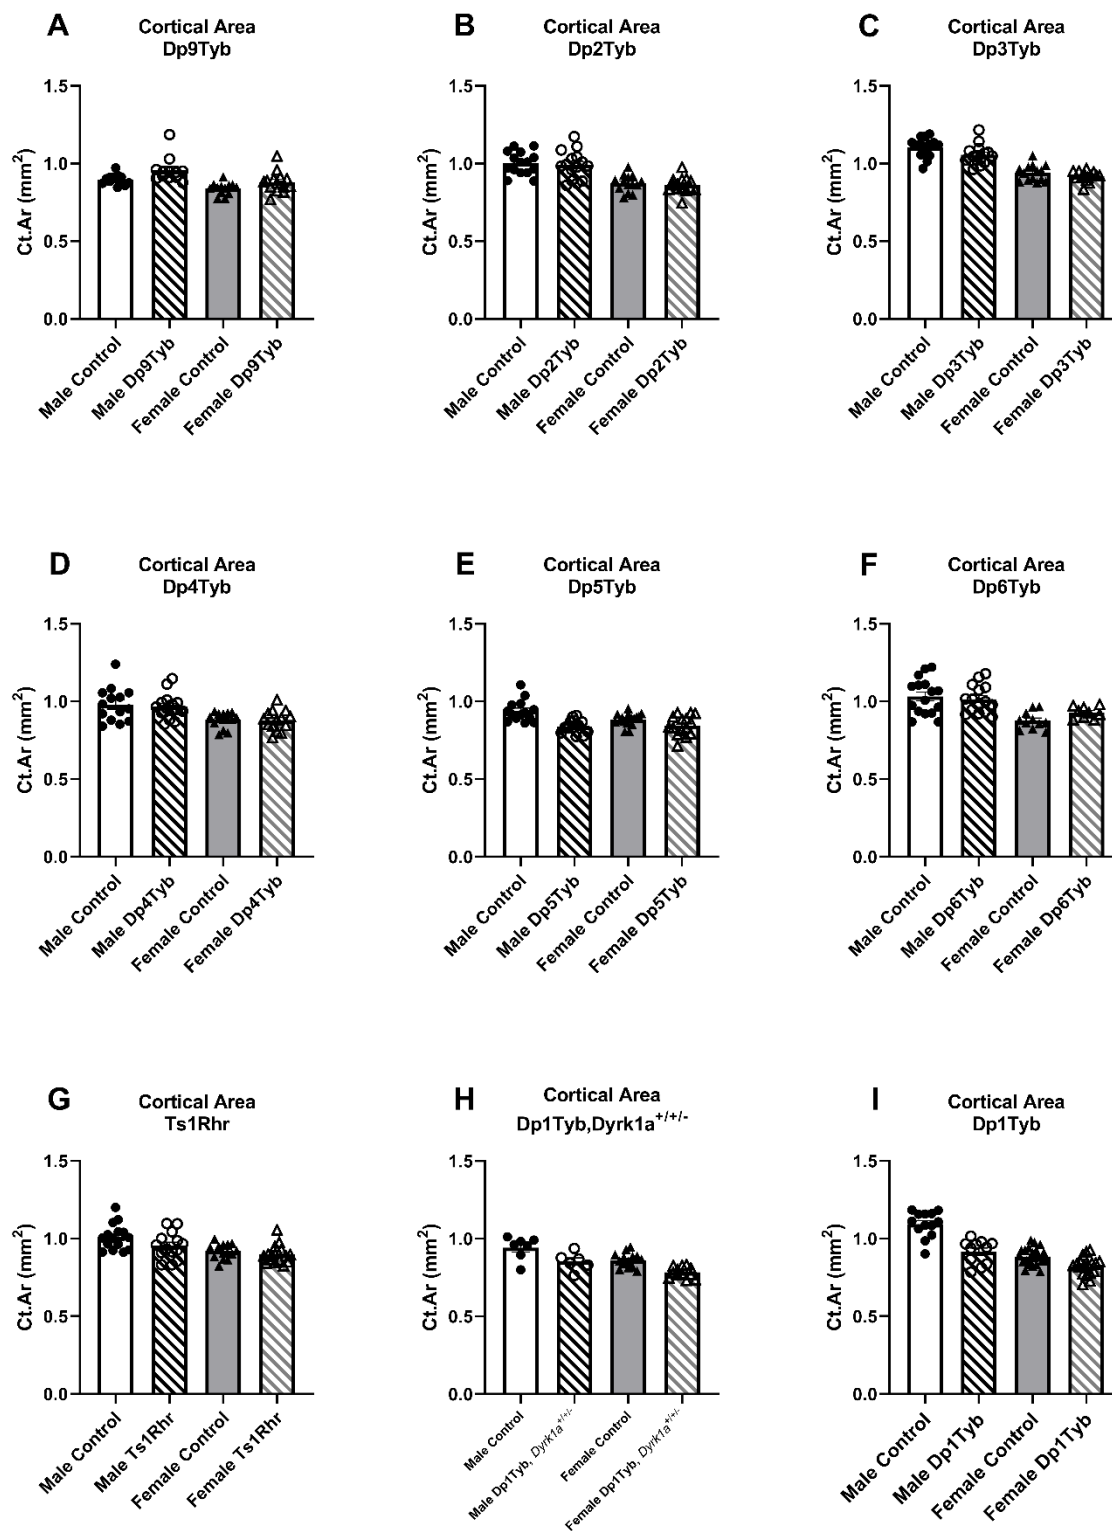 A
Cortical Area
Dp9Tyb
Ct.Ar (mm²)
1.5
1.0
0.5
0.0
Male Control
Male Dp9Tyb
Female Control
Female Dp9Tyb
B
Cortical Area
Dp2Tyb
Ct.Ar (mm²)
1.5
1.0
0.5
0.0
Male Control
Male Dp2Tyb
Female Control
Female Dp2Tyb
C
Cortical Area
Dp3Tyb
Ct.Ar (mm²)
1.5
1.0
0.5
0.0
Male Control
Male Dp3Tyb
Female Control
Female Dp3Tyb
D
Cortical Area
Dp4Tyb
Ct.Ar (mm²)
1.5
1.0
0.5
0.0
Male Control
Male Dp4Tyb
Female Control
Female Dp4Tyb
E
Cortical Area
Dp5Tyb
Ct.Ar (mm²)
1.5
1.0
0.5
0.0
Male Control
Male Dp5Tyb
Female Control
Female Dp5Tyb
F
Cortical Area
Dp6Tyb
Ct.Ar (mm²)
1.5
1.0
0.5
0.0
Male Control
Male Dp6Tyb
Female Control
Female Dp6Tyb
G
Cortical Area
Ts1Rhr
Ct.Ar (mm²)
1.5
1.0
0.5
0.0
Male Control
Male Ts1Rhr
Female Control
Female Ts1Rhr
H
Cortical Area
Dp1Tyb,Dyrk1a⁺/⁺/⁻
Ct.Ar (mm²)
1.5
1.0
0.5
0.0
Male Control
Male Dp1Tyb, Dyrk1a⁺/⁺/⁻
Female Control
Female Dp1Tyb, Dyrk1a⁺/⁺/⁻
I
Cortical Area
Dp1Tyb
Ct.Ar (mm²)
1.5
1.0
0.5
0.0
Male Control
Male Dp1Tyb
Female Control
Female Dp1Tyb